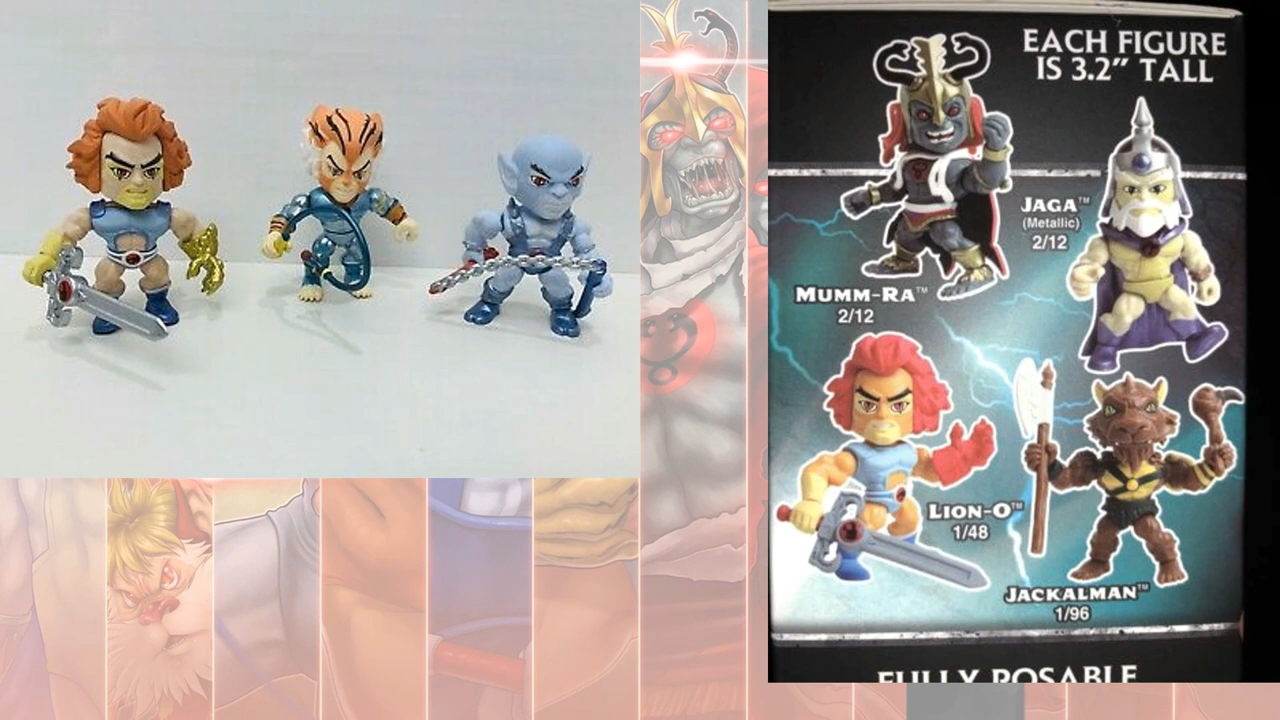 EACH FIGURE
IS 3.2” TALL
JAGA™
(Metallic)
2/12
MUMM-RA™
2/12
LION-O™
1/48
JACKALMAN™
1/96
FULLY POSABLE